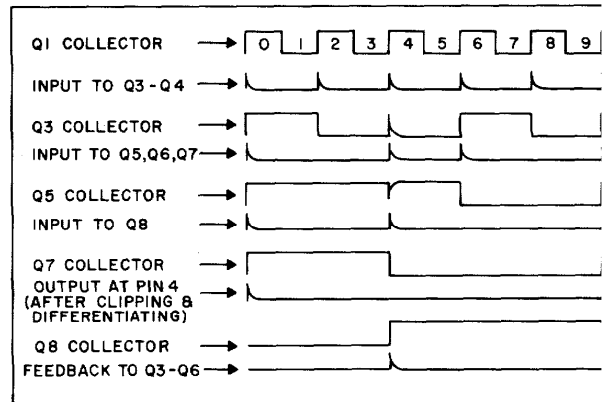 Q1 COLLECTOR
0 1 2 3 4 5 6 7 8 9
INPUT TO Q3-Q4
Q3 COLLECTOR
INPUT TO Q5,Q6,Q7
Q5 COLLECTOR
INPUT TO Q8
Q7 COLLECTOR
OUTPUT AT PIN 4
(AFTER CLIPPING &
DIFFERENTIATING)
Q8 COLLECTOR
FEEDBACK TO Q3-Q6